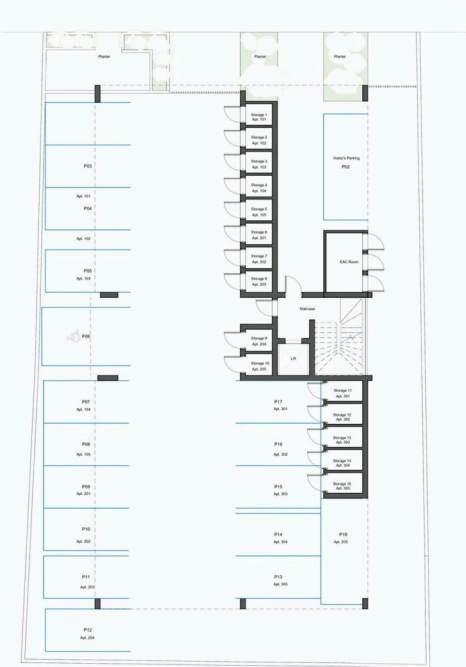 Planter
Planter
Planter
Storage 1
Apt. 101
Storage 2
Apt. 102
Storage 3
Apt. 103
Storage 4
Apt. 104
Storage 5
Apt. 105
Storage 6
Apt. 201
Storage 7
Apt. 202
Storage 8
Apt. 203
Visitor's Parking
P02
EAC Room
P03
Apt. 101
P04
Apt. 102
P05
Apt. 103
Staircase
P06
Storage 9
Apt. 204
Storage 10
Apt. 205
Lift
P07
Apt. 104
P17
Apt. 301
Storage 11
Apt. 301
Storage 12
Apt. 302
P08
Apt. 105
P16
Apt. 302
Storage 13
Apt. 303
Storage 14
Apt. 304
P09
Apt. 201
P15
Apt. 303
Storage 15
Apt. 305
P10
Apt. 202
P14
Apt. 304
P18
Apt. 205
P11
Apt. 203
P13
Apt. 305
P12
Apt. 204